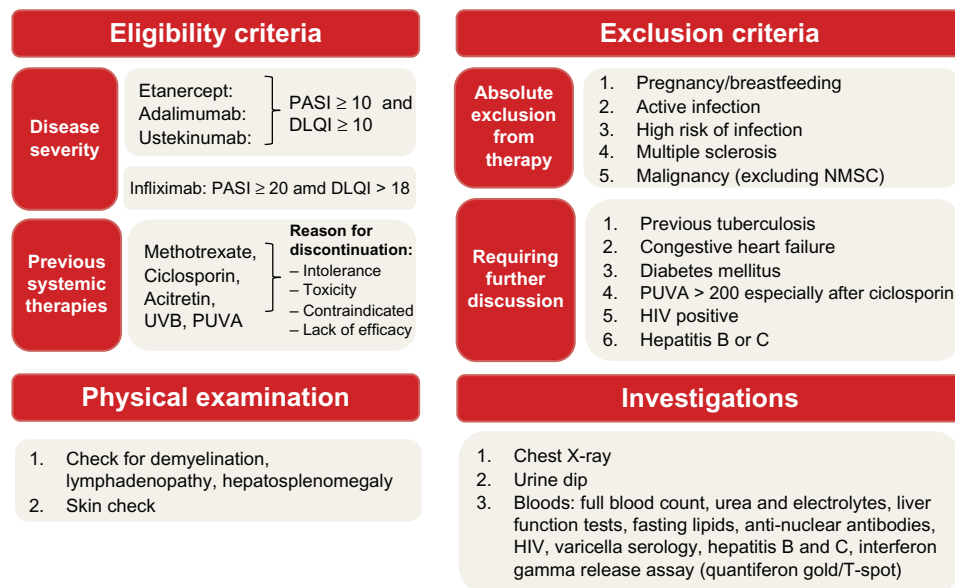 Eligibility criteria
Disease
severity
Etanercept:
Adalimumab:
Ustekinumab:
PASI ≥ 10 and
DLQI ≥ 10
Infliximab: PASI ≥ 20 amd DLQI > 18
Previous
systemic
therapies
Methotrexate,
Ciclosporin,
Acitretin,
UVB, PUVA
Reason for
discontinuation:
– Intolerance
– Toxicity
– Contraindicated
– Lack of efficacy
Exclusion criteria
Absolute
exclusion
from
therapy
1. Pregnancy/breastfeeding
2. Active infection
3. High risk of infection
4. Multiple sclerosis
5. Malignancy (excluding NMSC)
Requiring
further
discussion
1. Previous tuberculosis
2. Congestive heart failure
3. Diabetes mellitus
4. PUVA > 200 especially after ciclosporin
5. HIV positive
6. Hepatitis B or C
Physical examination
1. Check for demyelination,
lymphadenopathy, hepatosplenomegaly
2. Skin check
Investigations
1. Chest X-ray
2. Urine dip
3. Bloods: full blood count, urea and electrolytes, liver
function tests, fasting lipids, anti-nuclear antibodies,
HIV, varicella serology, hepatitis B and C, interferon
gamma release assay (quantiferon gold/T-spot)